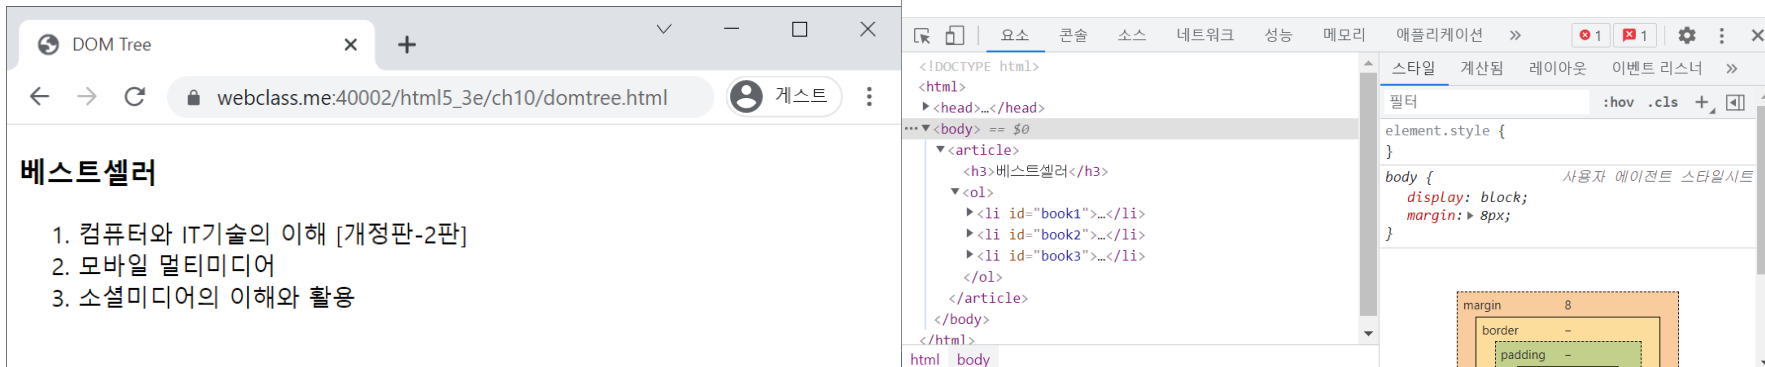 DOM Tree
webclass.me:40002/html5_3e/ch10/domtree.html
게스트
베스트셀러
1. 컴퓨터와 IT기술의 이해 [개정판-2판]
2. 모바일 멀티미디어
3. 소셜미디어의 이해와 활용
요소 콘솔 소스 네트워크 성능 메모리 애플리케이션 » 1 1
<!DOCTYPE html>
<html>
<head>…</head>
<body> == $0
<article>
<h3>베스트셀러</h3>
<ol>
<li id="book1">…</li>
<li id="book2">…</li>
<li id="book3">…</li>
</ol>
</article>
</body>
</html>
html body
스타일 계산됨 레이아웃 이벤트 리스너 »
필터 :hov .cls
element.style {
}
body { 사용자 에이전트 스타일시트
display: block;
margin: 8px;
}
margin 8
border –
padding –